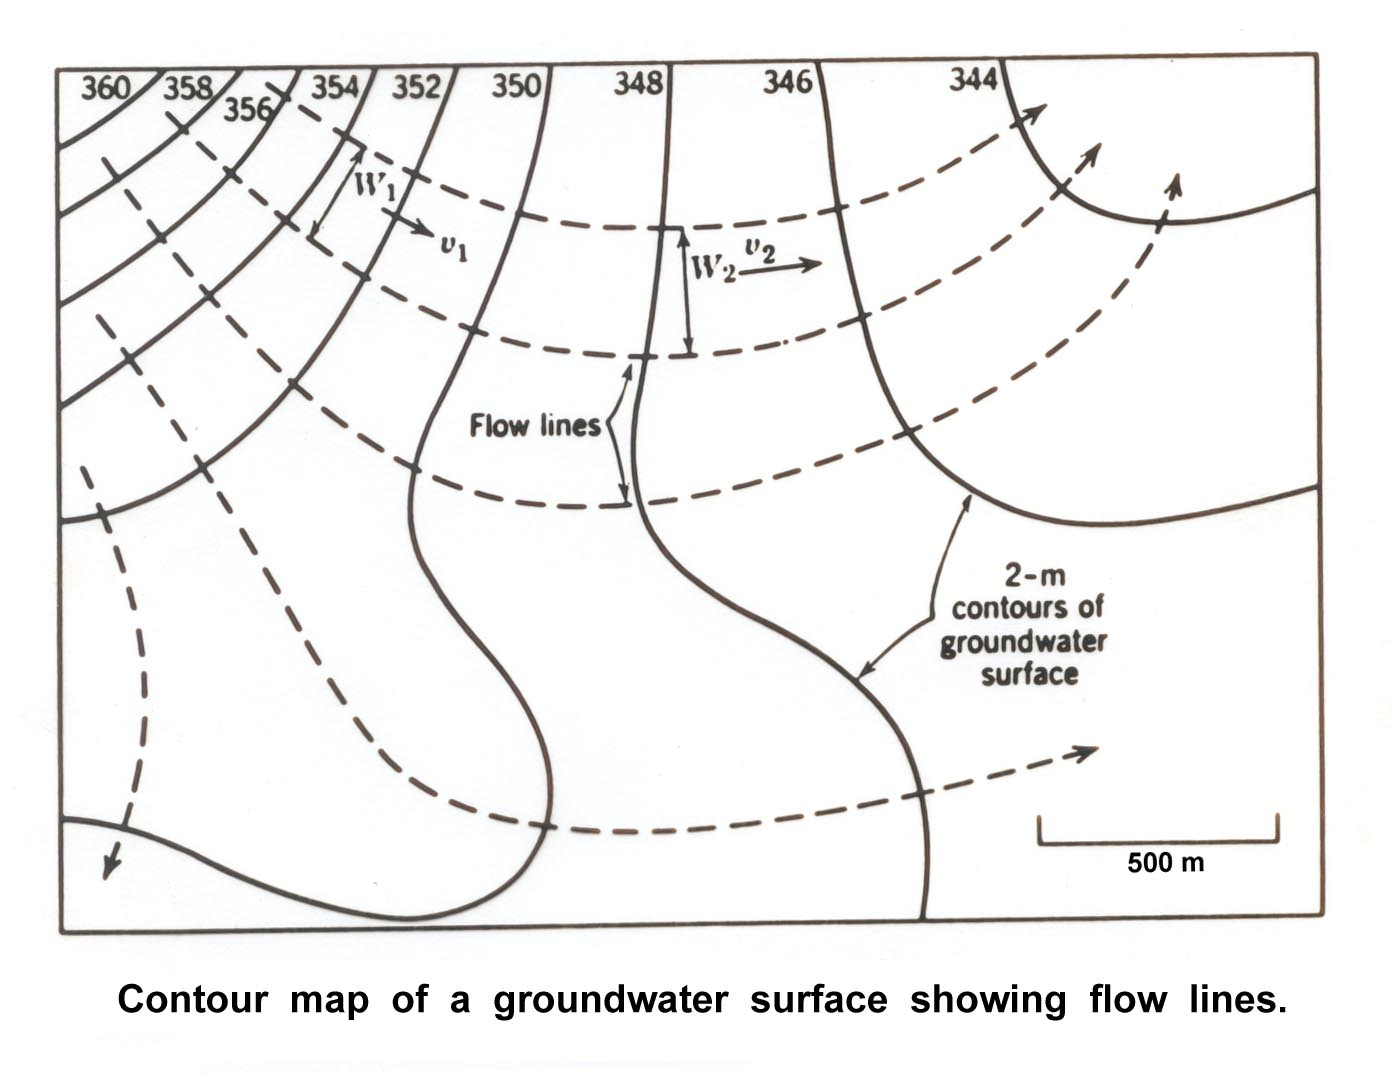 360 358 356 354 352 350 348 346 344
W₁
v₁
W₂ v₂
Flow lines
2-m
contours of
groundwater
surface
500 m
Contour map of a groundwater surface showing flow lines.